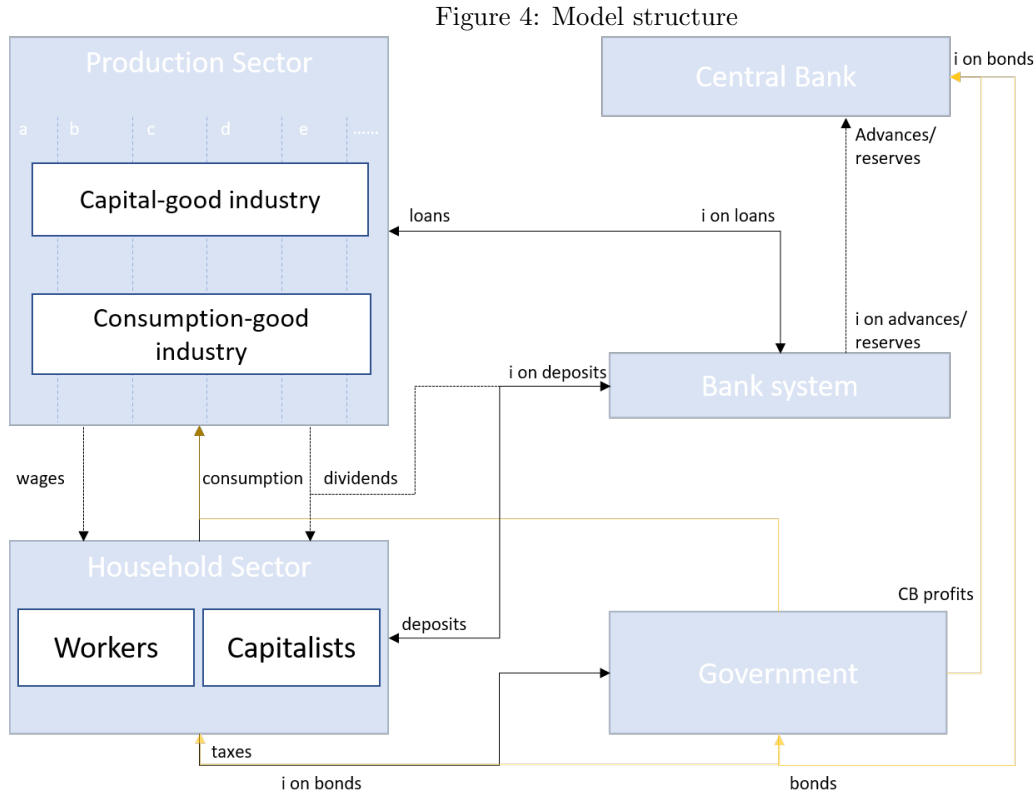 Figure 4: Model structure
Production Sector
a b c d e ......
Capital-good industry
Consumption-good
industry
Central Bank
i on bonds
Advances/
reserves
loans
i on loans
i on advances/
reserves
i on deposits
Bank system
wages
consumption
dividends
Household Sector
Workers
Capitalists
deposits
CB profits
Government
taxes
i on bonds
bonds